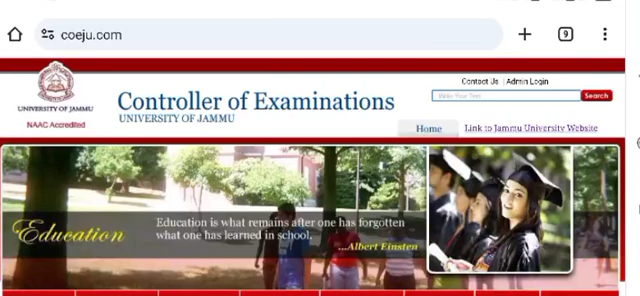 coeju.com
9
Contact Us | Admin Login
Write Your Text
Search
UNIVERSITY OF JAMMU
NAAC Accredited
Controller of Examinations
UNIVERSITY OF JAMMU
Home
Link to Jammu University Website
Education
Education is what remains after one has forgotten
what one has learned in school.
...Albert Einsten